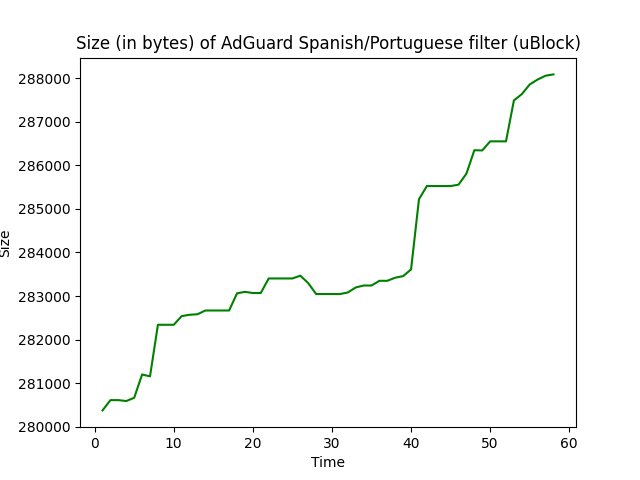 Size (in bytes) of AdGuard Spanish/Portuguese filter (uBlock)
288000
287000
286000
285000
284000
283000
282000
281000
280000
Size
0 10 20 30 40 50 60
Time